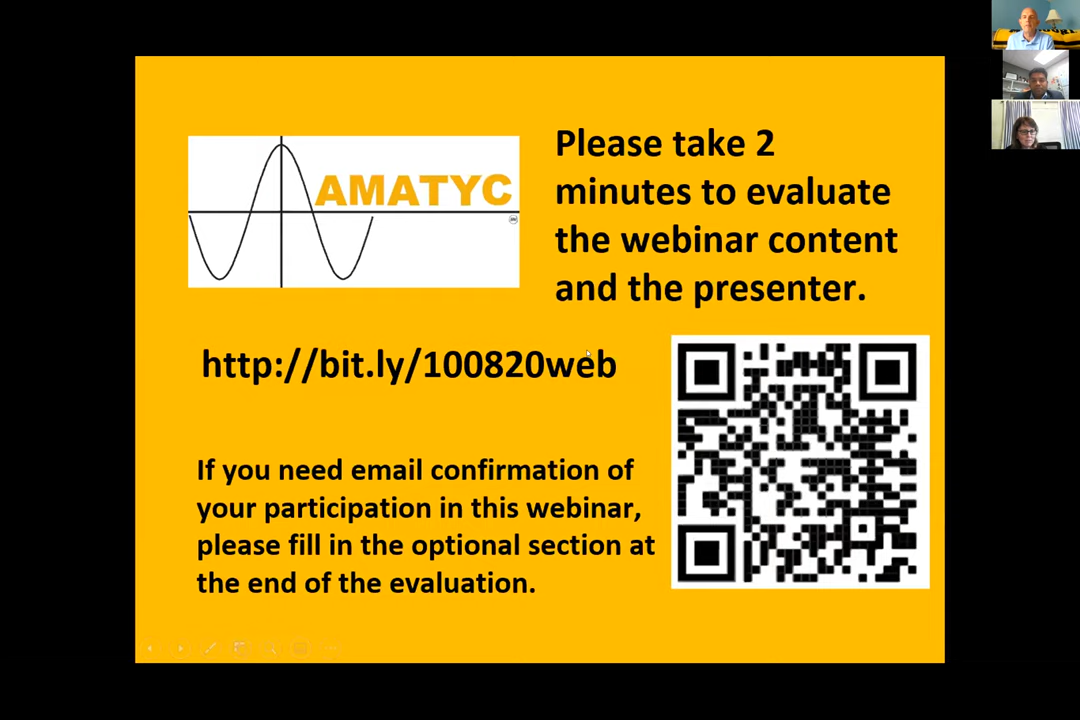 AMATYC
Please take 2
minutes to evaluate
the webinar content
and the presenter.
http://bit.ly/100820web
If you need email confirmation of
your participation in this webinar,
please fill in the optional section at
the end of the evaluation.